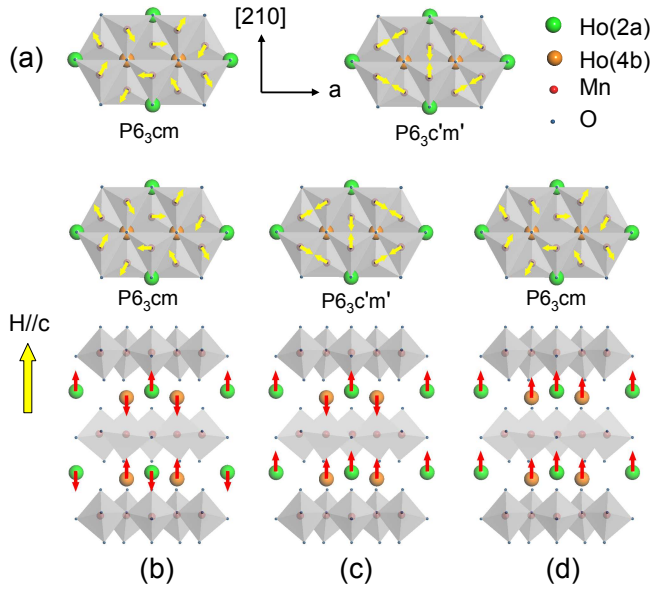 (a)
[210]
a
P6₃cm
P6₃c'm'
Ho(2a)
Ho(4b)
Mn
O
P6₃cm
P6₃c'm'
P6₃cm
H//c
(b)
(c)
(d)